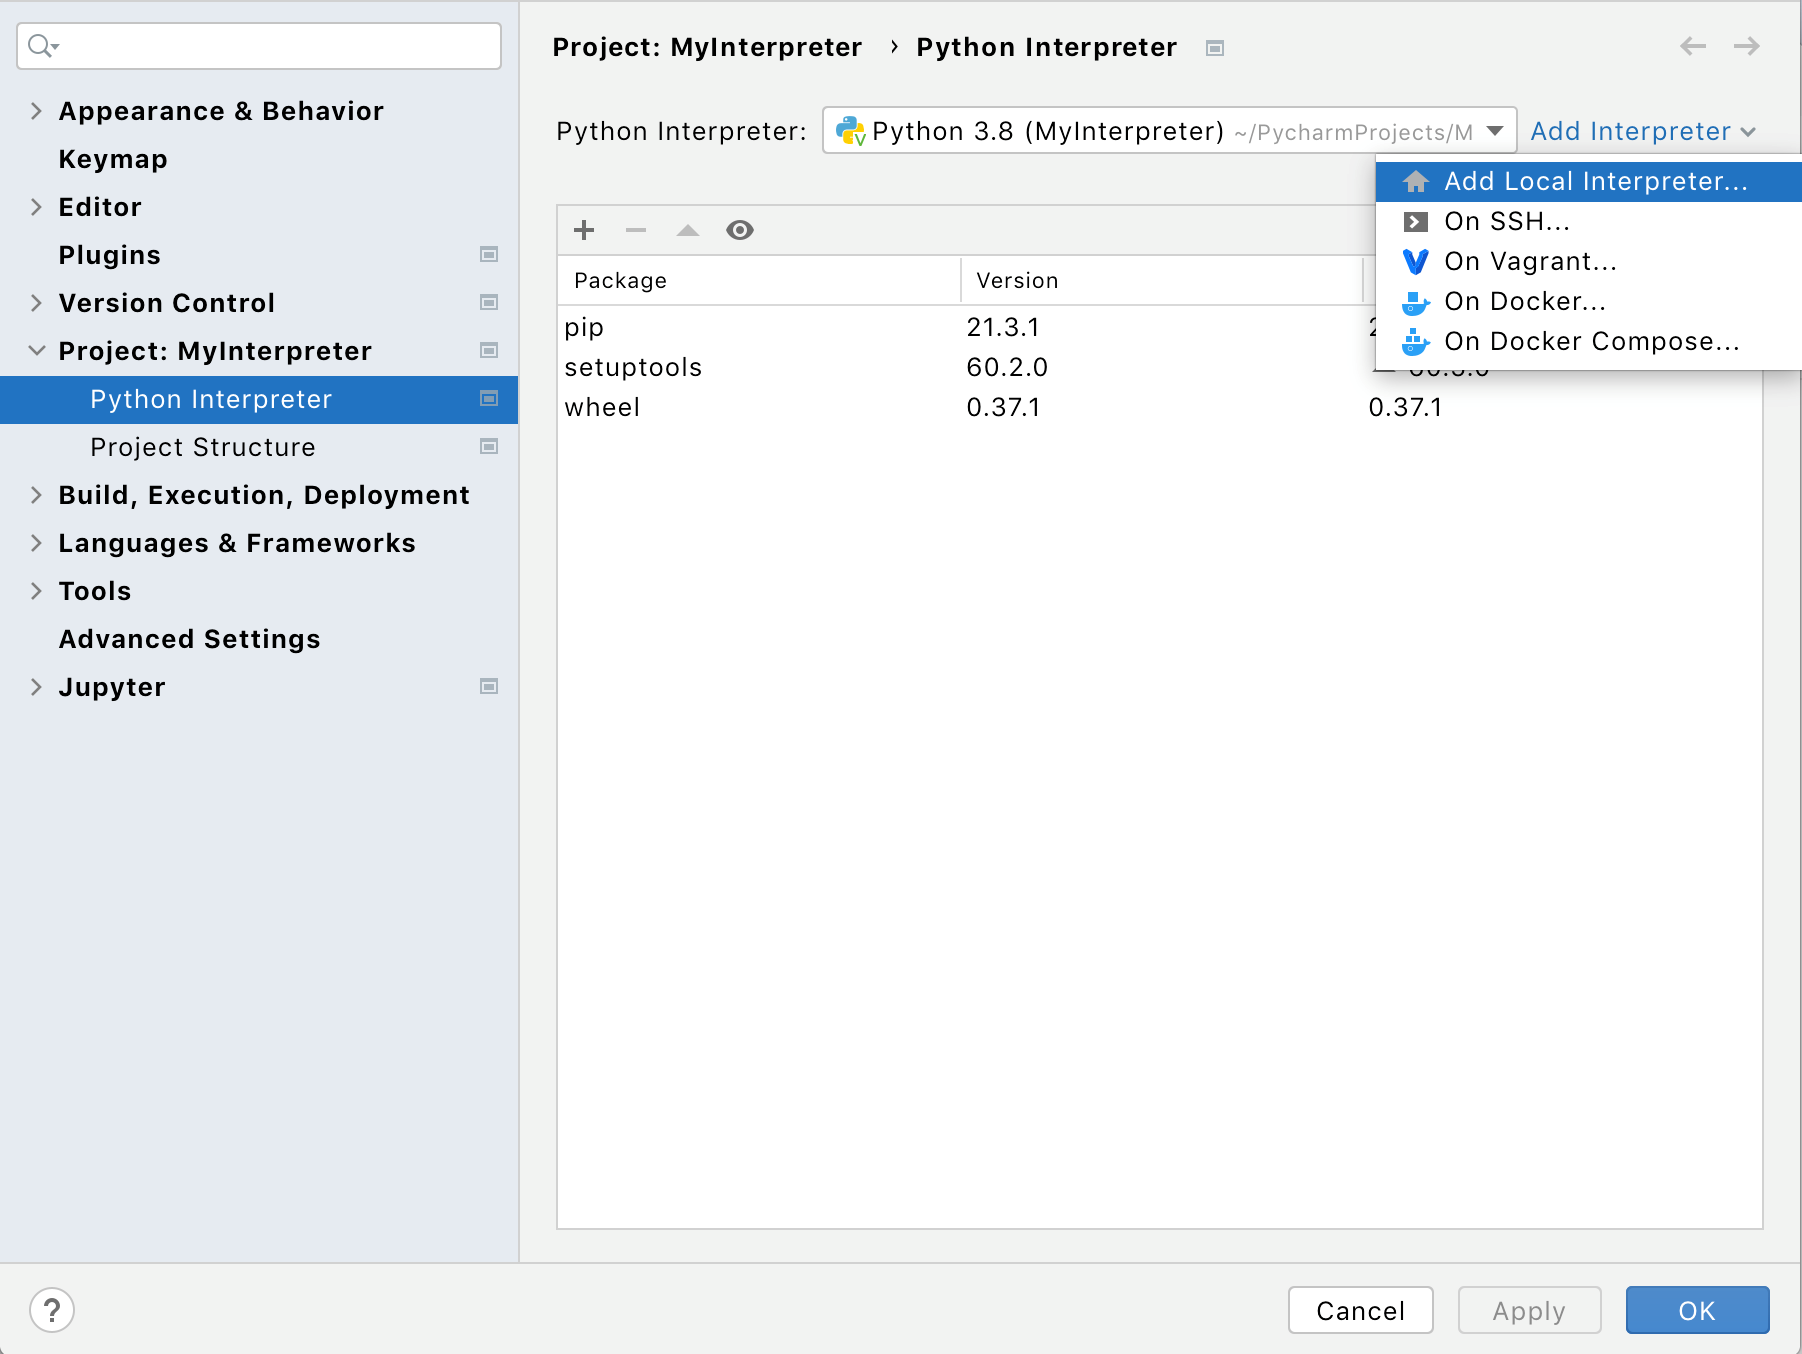 Appearance & Behavior
Keymap
Editor
Plugins
Version Control
Project: MyInterpreter
Python Interpreter
Project Structure
Build, Execution, Deployment
Languages & Frameworks
Tools
Advanced Settings
Jupyter
Project: MyInterpreter › Python Interpreter
Python Interpreter: Python 3.8 (MyInterpreter) ~/PycharmProjects/M Add Interpreter
Add Local Interpreter...
On SSH...
On Vagrant...
On Docker...
On Docker Compose...
Package Version
pip 21.3.1
setuptools 60.2.0
wheel 0.37.1 0.37.1
? Cancel Apply OK